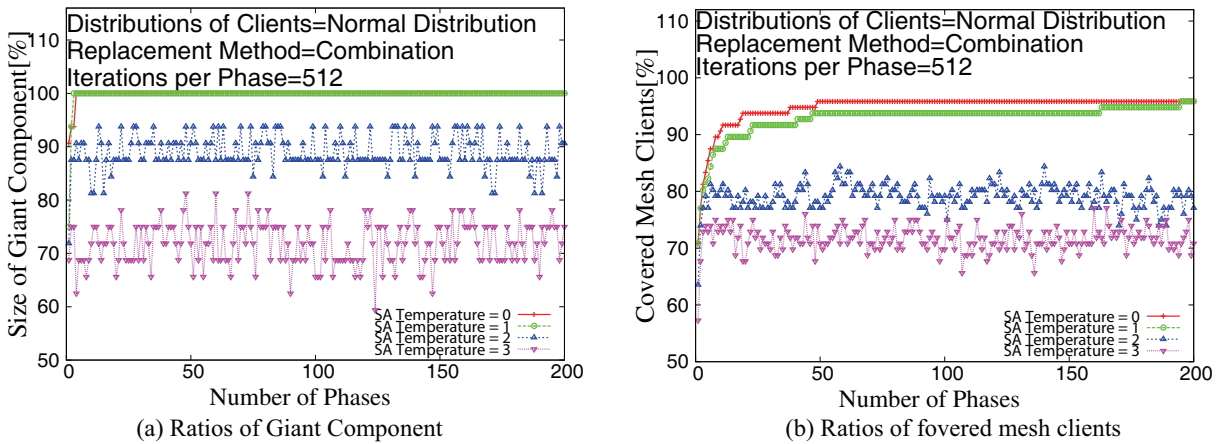 Distributions of Clients=Normal Distribution
Replacement Method=Combination
Iterations per Phase=512
Size of Giant Component[%]
110
100
90
80
70
60
50
SA Temperature = 0
SA Temperature = 1
SA Temperature = 2
SA Temperature = 3
0
50
100
150
200
Number of Phases
(a) Ratios of Giant Component
Distributions of Clients=Normal Distribution
Replacement Method=Combination
Iterations per Phase=512
Covered Mesh Clients[%]
110
100
90
80
70
60
50
SA Temperature = 0
SA Temperature = 1
SA Temperature = 2
SA Temperature = 3
0
50
100
150
200
Number of Phases
(b) Ratios of fovered mesh clients